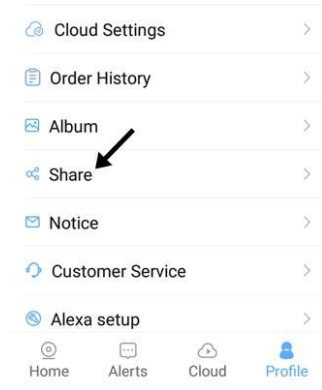 Cloud Settings
Order History
Album
Share
Notice
Customer Service
Alexa setup
Home Alerts Cloud Profile